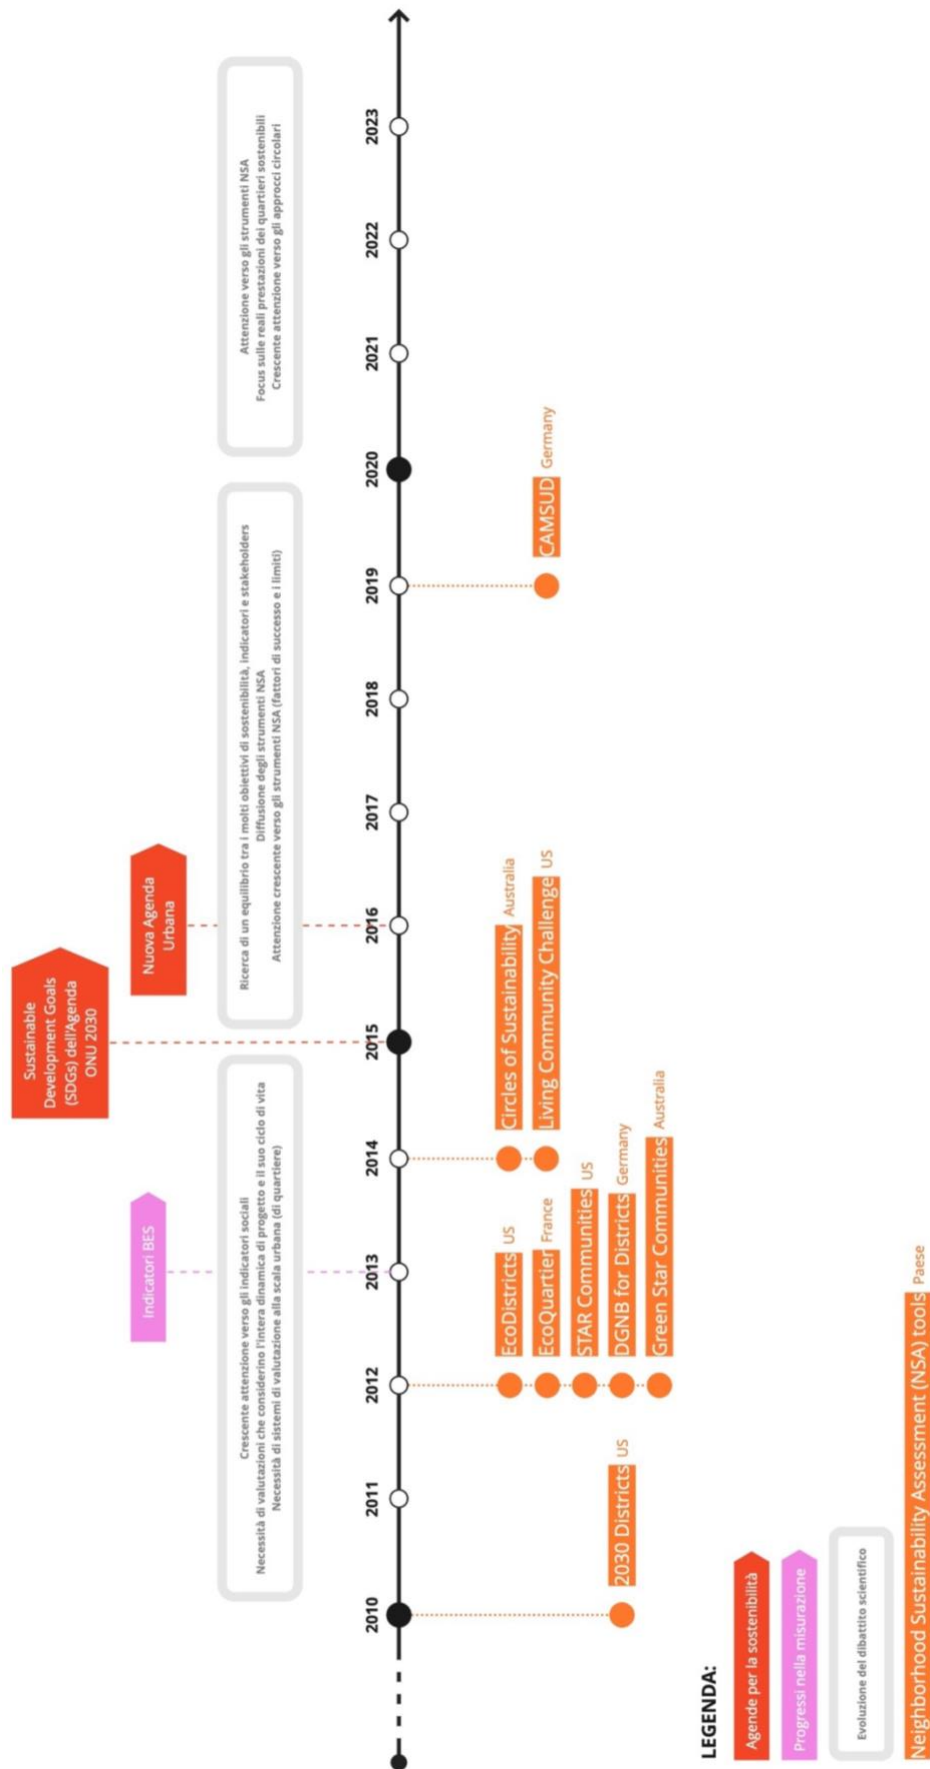 Sustainable
Development Goals
(SDGs) dell'Agenda
ONU 2030
Indicatori BES
Nuova Agenda
Urbana
Crescente attenzione verso gli indicatori sociali
Necessità di valutazioni che considerino l'intera dinamica di progetto e il suo ciclo di vita
Necessità di sistemi di valutazione alla scala urbana (di quartiere)
Ricerca di un equilibrio tra i molti obiettivi di sostenibilità, indicatori e stakeholders
Diffusione degli strumenti NSA
Attenzione crescente verso gli strumenti NSA (fattori di successo e i limiti)
Attenzione verso gli strumenti NSA
Focus sulle reali prestazioni dei quartieri sostenibili
Crescente attenzione verso gli approcci circolari
2010
2011
2012
2013
2014
2015
2016
2017
2018
2019
2020
2021
2022
2023
2030 Districts US
EcoDistricts US
EcoQuartier France
STAR Communities US
DGNB for Districts Germany
Green Star Communities Australia
Circles of Sustainability Australia
Living Community Challenge US
CAMSUD Germany
LEGENDA:
Agende per la sostenibilità
Progressi nella misurazione
Evoluzione del dibattito scientifico
Neighborhood Sustainability Assessment (NSA) tools Paese